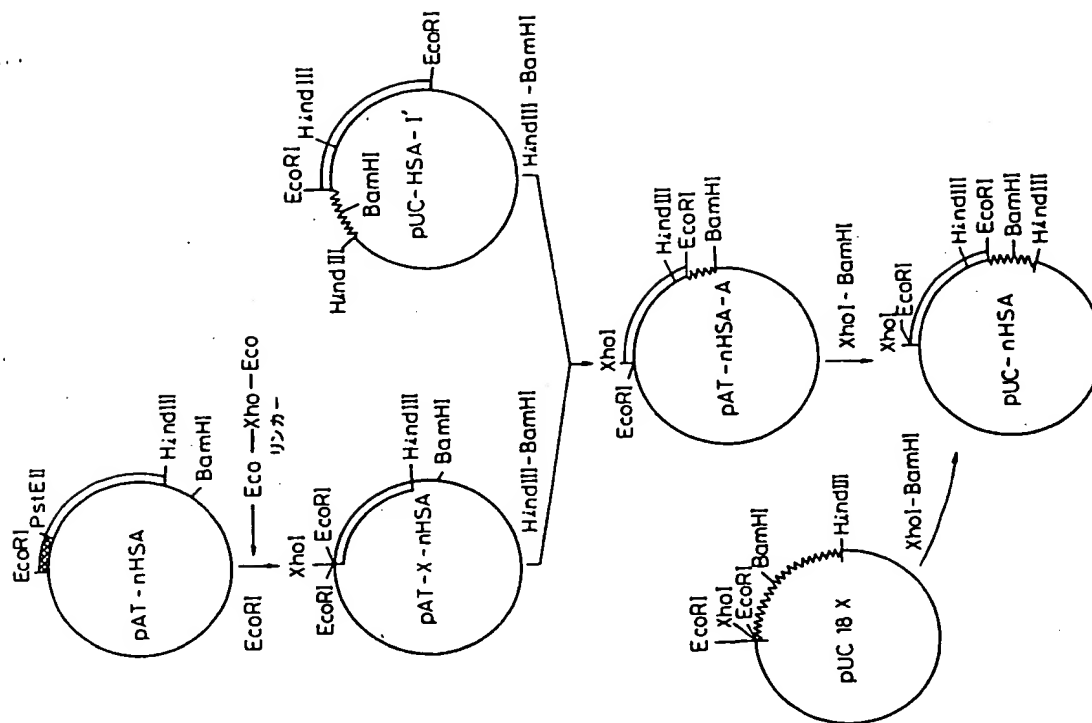 EcoRI
PstEII
HindIII
BamHI
pAT-nHSA
EcoRI
Eco-Xho-Eco
リンカー
XhoI
EcoRI
EcoRI
HindIII
BamHI
pAT-X-nHSA
HindIII-BamHI
EcoRI
HindIII
EcoRI
BamHI
HindIII
pUC-HSA-I'
HindIII-BamHI
XhoI
EcoRI
HindIII
EcoRI
BamHI
pAT-nHSA-A
XhoI-BamHI
EcoRI
XhoI
EcoRI
BamHI
HindIII
pUC 18 X
XhoI-BamHI
XhoI
EcoRI
HindIII
EcoRI
BamHI
HindIII
pUC-nHSA